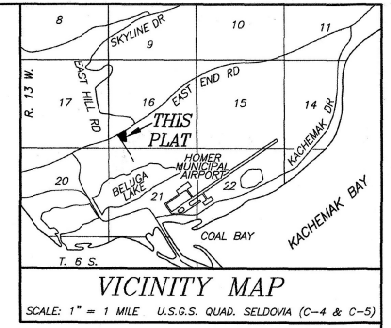 8
SKYLINE DR
9
10
11
R. 13 W.
17
EAST HILL RD
16
EAST END RD
15
14
THIS
PLAT
KACHEMAK DR
HOMER
MUNICIPAL
AIRPORT
20
BELUGA
LAKE
21
22
COAL BAY
KACHEMAK BAY
T. 6 S.
VICINITY MAP
SCALE: 1" = 1 MILE U.S.G.S. QUAD. SELDOVIA (C-4 & C-5)